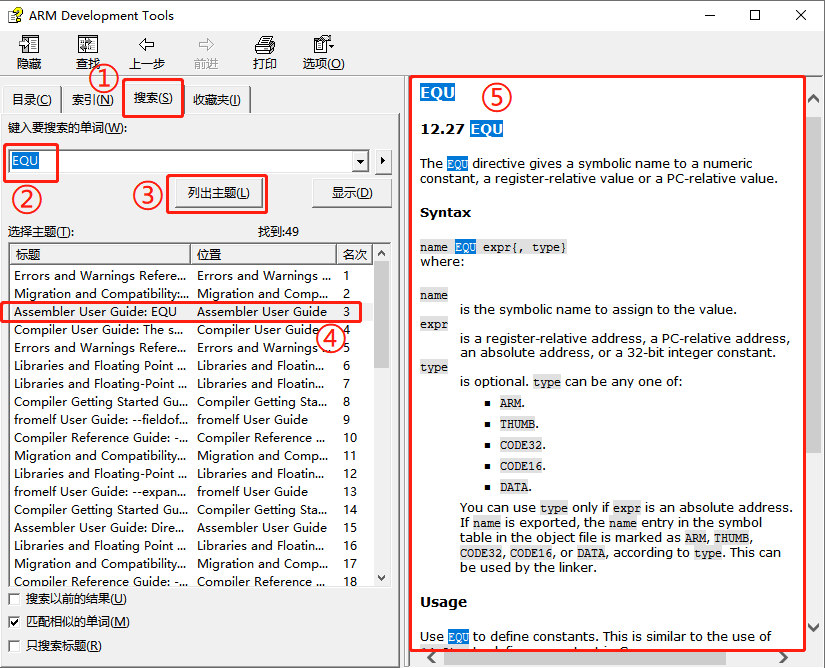 ARM Development Tools
隐藏
查找
上一步
前进
打印
选项(O)
①
目录(C)
索引(N)
搜索(S)
收藏夹(I)
键入要搜索的单词(W):
EQU
②
③
列出主题(L)
显示(D)
选择主题(T):
找到:49
标题 位置 名次
Errors and Warnings Refere... Errors and Warnings ... 1
Migration and Compatibility:... Migration and Comp... 2
Assembler User Guide: EQU Assembler User Guide 3
Compiler User Guide: The s... Compiler User Guide 4
④
Errors and Warnings Refere... Errors and Warnings ... 5
Libraries and Floating Point ... Libraries and Floatin... 6
Libraries and Floating-Point ... Libraries and Floatin... 7
Compiler Getting Started Gu... Compiler Getting Sta... 8
fromelf User Guide: --fieldof... fromelf User Guide 9
Compiler Reference Guide: -... Compiler Reference ... 10
Migration and Compatibility... Migration and Comp... 11
Libraries and Floating-Point ... Libraries and Floatin... 12
fromelf User Guide: --expan... fromelf User Guide 13
Compiler Getting Started Gu... Compiler Getting Sta... 14
Assembler User Guide: Dire... Assembler User Guide 15
Libraries and Floating Point ... Libraries and Floatin... 16
Migration and Compatibility... Migration and Comp... 17
Compiler Reference Guide: -... Compiler Reference ... 18
搜索以前的结果(U)
匹配相似的单词(M)
只搜索标题(R)
EQU
⑤
12.27 EQU
The EQU directive gives a symbolic name to a numeric
constant, a register-relative value or a PC-relative value.
Syntax
name EQU expr{, type}
where:
name
is the symbolic name to assign to the value.
expr
is a register-relative address, a PC-relative address,
an absolute address, or a 32-bit integer constant.
type
is optional. type can be any one of:
▪ ARM.
▪ THUMB.
▪ CODE32.
▪ CODE16.
▪ DATA.
You can use type only if expr is an absolute address.
If name is exported, the name entry in the symbol
table in the object file is marked as ARM, THUMB,
CODE32, CODE16, or DATA, according to type. This can
be used by the linker.
Usage
Use EQU to define constants. This is similar to the use of